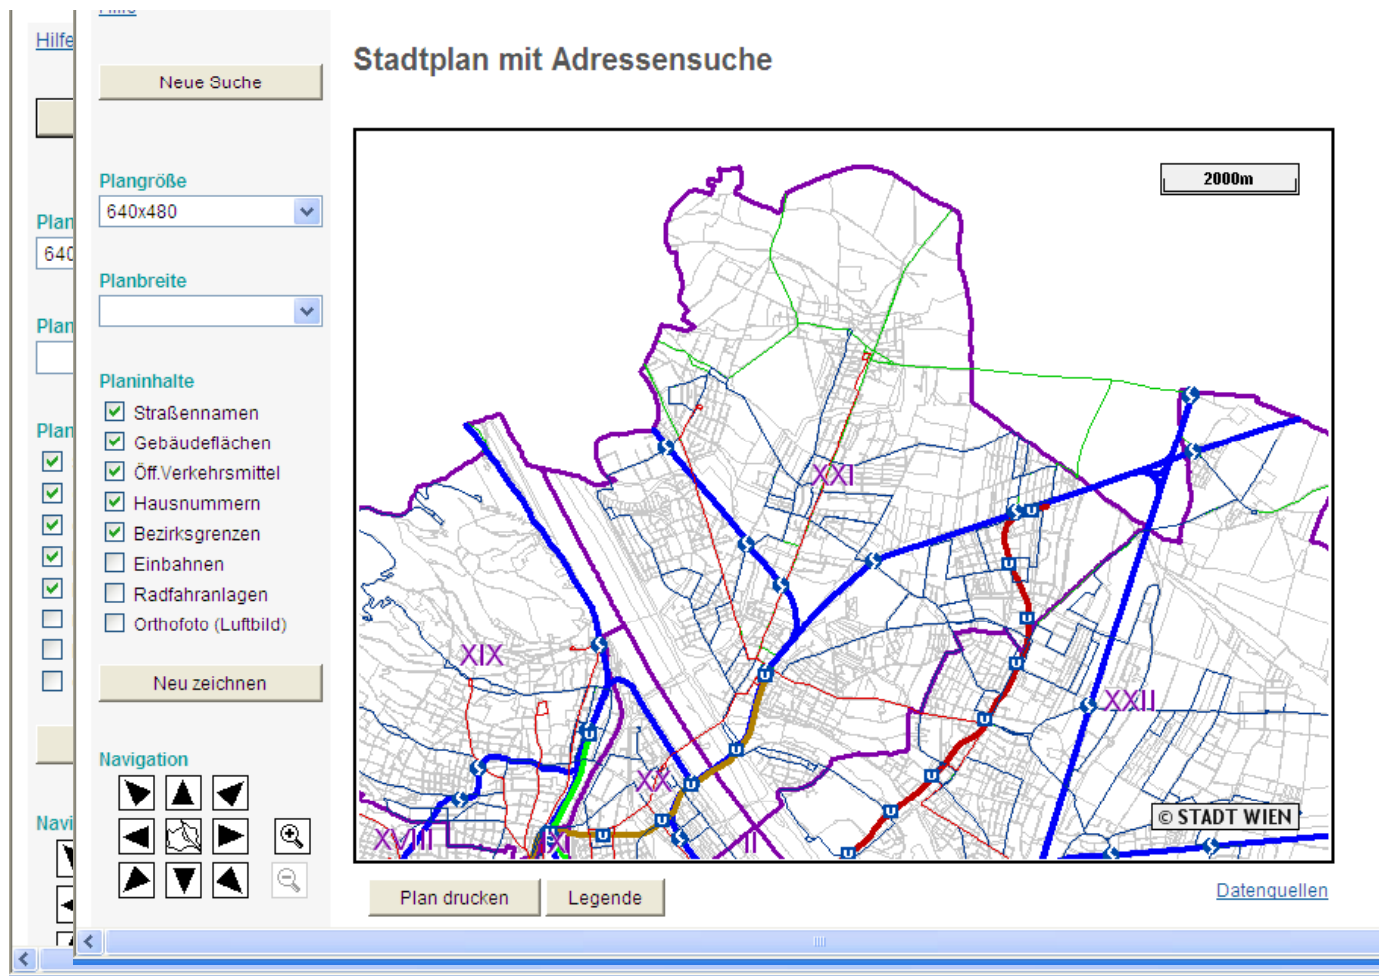 Hilfe
Hilfe
Neue Suche
Stadtplan mit Adressensuche
Plangröße
640x480
Planbreite
Planinhalte
Straßennamen
Gebäudeflächen
Öff.Verkehrsmittel
Hausnummern
Bezirksgrenzen
Einbahnen
Radfahranlagen
Orthofoto (Luftbild)
Neu zeichnen
Navigation
Plan
640
Plan
Plan
Navi
2000m
XXI
XIX
XXII
XX
XVIII
XI
II
© STADT WIEN
Plan drucken
Legende
Datenquellen